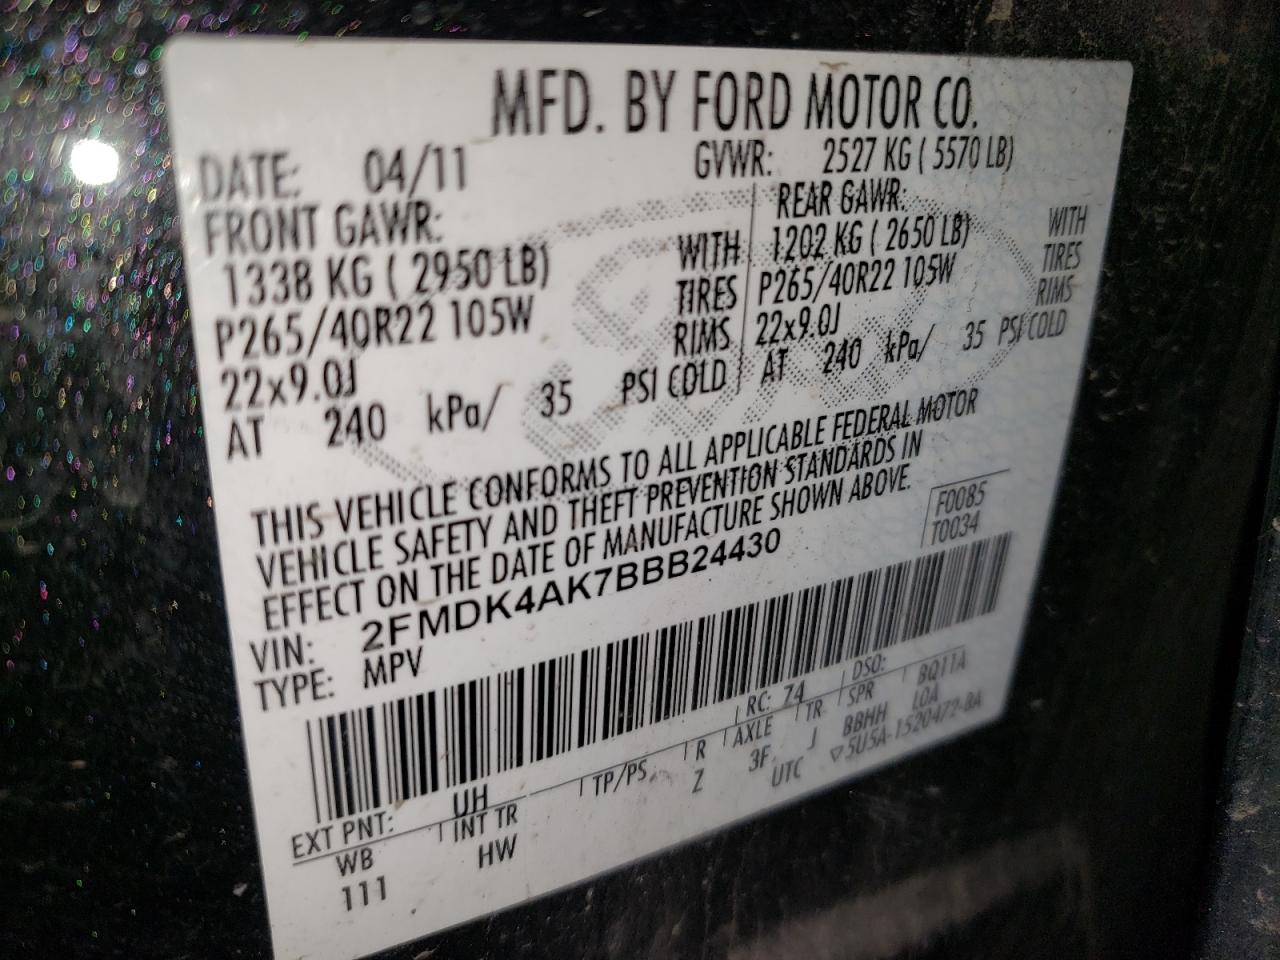 MFD. BY FORD MOTOR CO.
DATE: 04/11 GVWR: 2527 KG ( 5570 LB)
FRONT GAWR: REAR GAWR:
1338 KG ( 2950 LB) WITH 1202 KG ( 2650 LB) WITH
P265/40R22 105W TIRES P265/40R22 105W TIRES
22x9.0J RIMS 22x9.0J RIMS
AT 240 kPa/ 35 PSI COLD AT 240 kPa/ 35 PSI COLD
THIS VEHICLE CONFORMS TO ALL APPLICABLE FEDERAL MOTOR
VEHICLE SAFETY AND THEFT PREVENTION STANDARDS IN
EFFECT ON THE DATE OF MANUFACTURE SHOWN ABOVE.
F0085
T0034
VIN: 2FMDK4AK7BBB24430
TYPE: MPV
EXT PNT: UH RC: 74 DSO: BQ11A
WB INT TR TP/PS R AXLE TR SPR LOA
111 HW Z 3F J BBHH
UTC ▽5U5A-1520472-BA